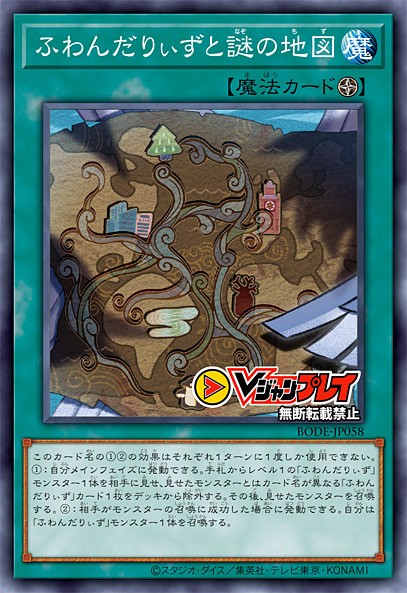 ふわんだりぃずと謎の地図
魔
【魔法カード】
Vジャンプレイ
無断転載禁止
BODE-JP058
このカード名の①②の効果はそれぞれ１ターンに１度しか使用できない。
①：自分メインフェイズに発動できる。手札からレベル１の「ふわんだりぃず」
モンスター１体を相手に見せ、見せたモンスターとはカード名が異なる「ふわん
だりぃず」カード１枚をデッキから除外する。その後、見せたモンスターを召喚
する。②：相手がモンスターの召喚に成功した場合に発動できる。自分は
「ふわんだりぃず」モンスター１体を召喚する。
©スタジオ・ダイス／集英社・テレビ東京・KONAMI